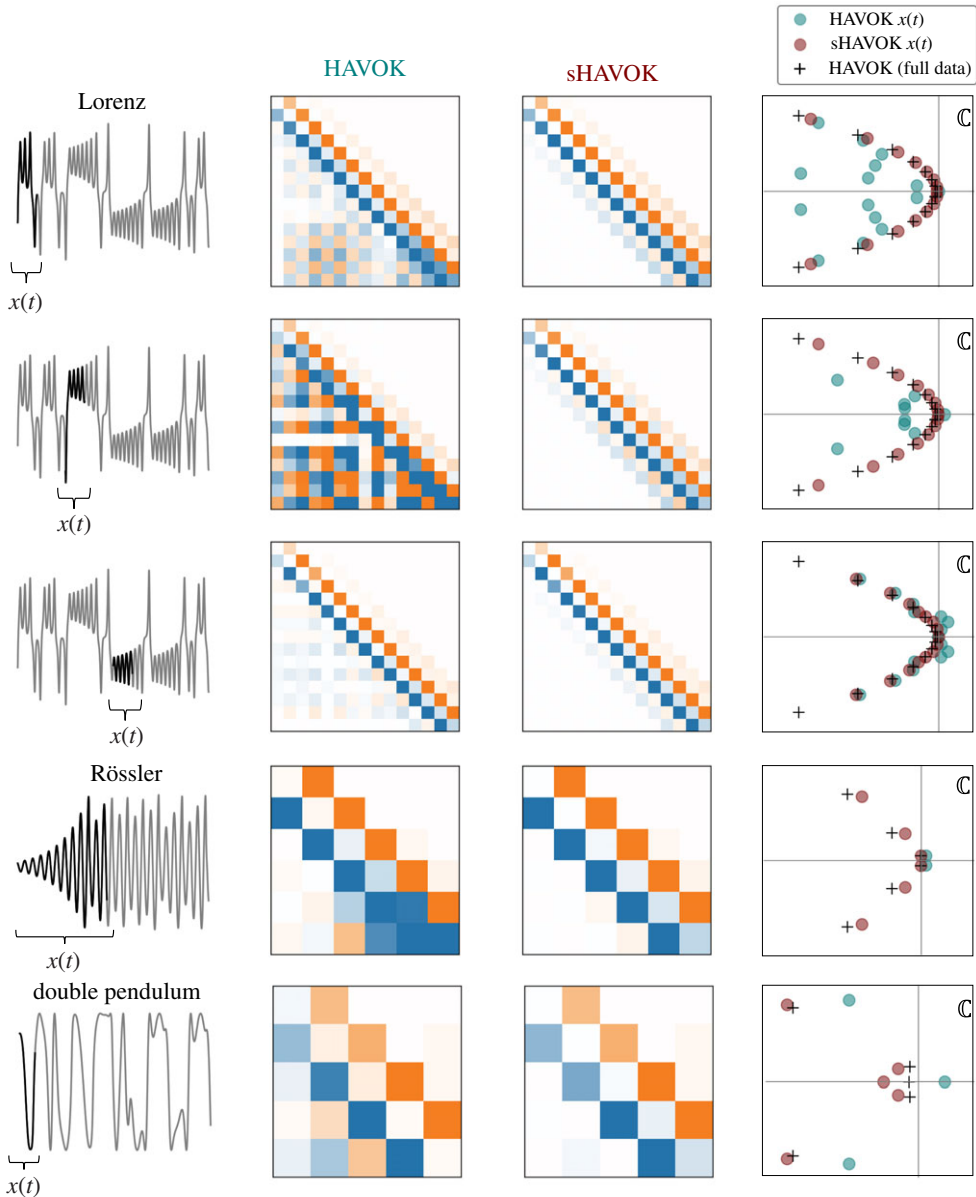 HAVOK x(t)
sHAVOK x(t)
HAVOK (full data)
HAVOK
sHAVOK
Lorenz
ℂ
x(t)
ℂ
x(t)
ℂ
x(t)
Rössler
ℂ
x(t)
double pendulum
ℂ
x(t)